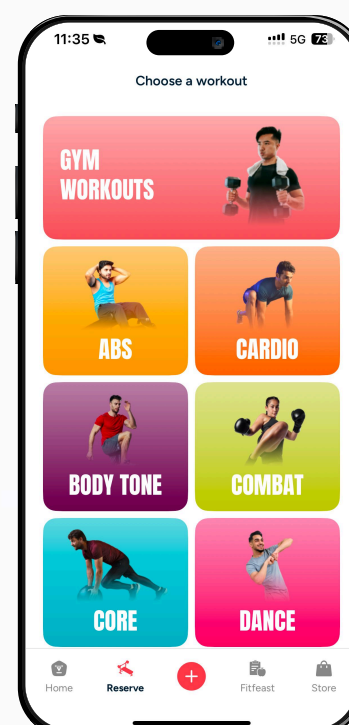 11:35
5G 73
Choose a workout
GYM
WORKOUTS
ABS
CARDIO
BODY TONE
COMBAT
CORE
DANCE
Home
Reserve
Fitfeast
Store